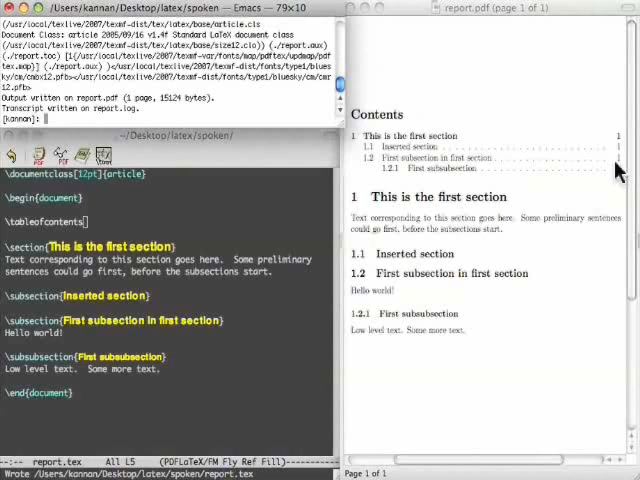 /Users/kannan/Desktop/latex/spoken — Emacs — 79×10
(/usr/local/texlive/2007/texmf-dist/tex/latex/base/article.cls
Document Class: article 2005/09/16 v1.4f Standard LaTeX document class
(/usr/local/texlive/2007/texmf-dist/tex/latex/base/size12.clo)) (./report.aux)
(./report.toc) [1{/usr/local/texlive/2007/texmf-var/fonts/map/pdftex/updmap/pdf
tex.map}] (./report.aux) )</usr/local/texlive/2007/texmf-dist/fonts/type1/blues
ky/cm/cmbx12.pfb></usr/local/texlive/2007/texmf-dist/fonts/type1/bluesky/cm/cmr
12.pfb>
Output written on report.pdf (1 page, 15124 bytes).
Transcript written on report.log.
[kannan]:
~/Desktop/latex/spoken/
\documentclass[12pt]{article}
\begin{document}
\tableofcontents
\section{This is the first section}
Text corresponding to this section goes here. Some preliminary
sentences could go first, before the subsections start.
\subsection{Inserted section}
\subsection{First subsection in first section}
Hello world!
\subsubsection{First subsubsection}
Low level text. Some more text.
\end{document}
--:-- report.tex All L5 (PDFLaTeX/FM Fly Ref Fill)
Wrote /Users/kannan/Desktop/latex/spoken/report.tex
report.pdf (page 1 of 1)
Contents
1 This is the first section 1
1.1 Inserted section . . . . . . . . . . . . . . . . . . . . . . . . 1
1.2 First subsection in first section . . . . . . . . . . . . . . . . 1
1.2.1 First subsubsection . . . . . . . . . . . . . . . . . . .
1 This is the first section
Text corresponding to this section goes here. Some preliminary sentences
could go first, before the subsections start.
1.1 Inserted section
1.2 First subsection in first section
Hello world!
1.2.1 First subsubsection
Low level text. Some more text.
Page 1 of 1